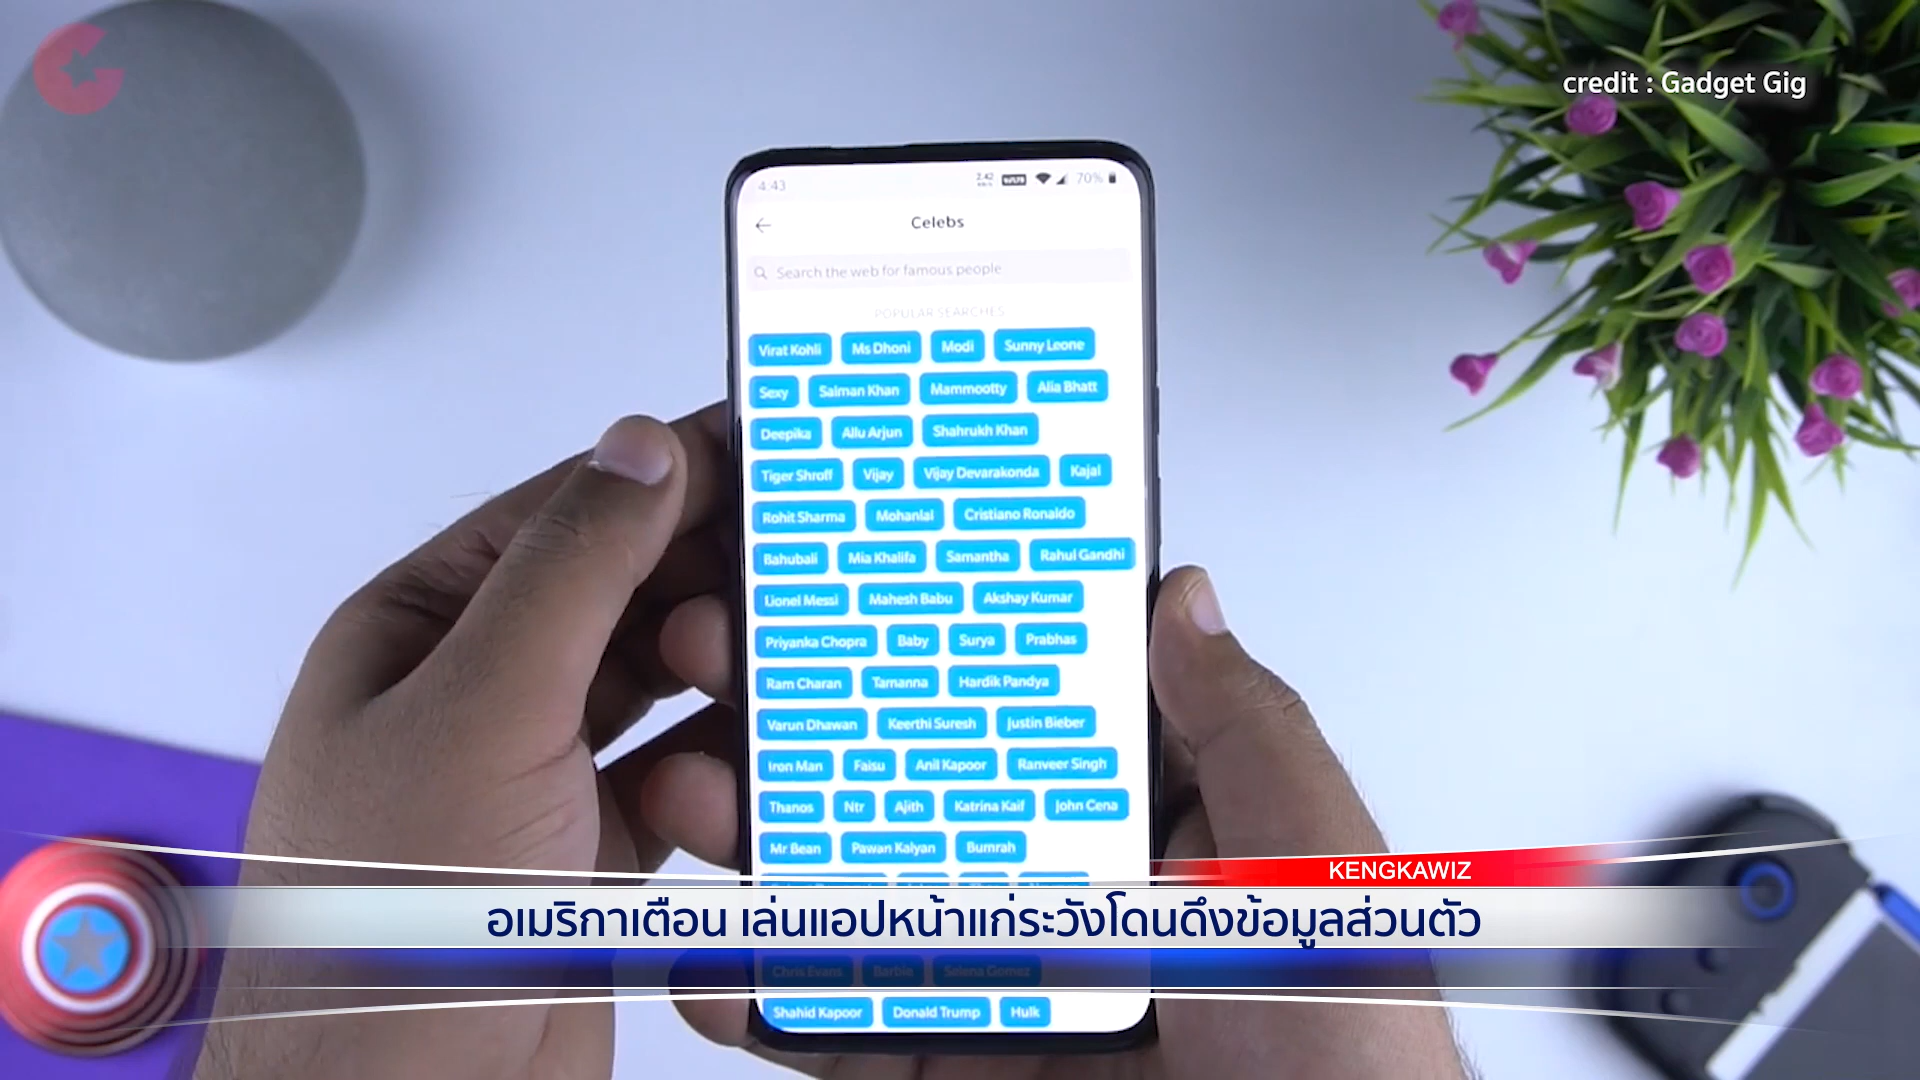 credit : Gadget Gig
4:43
70%
Celebs
Search the web for famous people
POPULAR SEARCHES
Virat Kohli Ms Dhoni Modi Sunny Leone
Sexy Salman Khan Mammootty Alia Bhatt
Deepika Allu Arjun Shahrukh Khan
Tiger Shroff Vijay Vijay Devarakonda Kajal
Rohit Sharma Mohanlal Cristiano Ronaldo
Bahubali Mia Khalifa Samantha Rahul Gandhi
Lionel Messi Mahesh Babu Akshay Kumar
Priyanka Chopra Baby Surya Prabhas
Ram Charan Tamanna Hardik Pandya
Varun Dhawan Keerthi Suresh Justin Bieber
Iron Man Faisu Anil Kapoor Ranveer Singh
Thanos Ntr Ajith Katrina Kaif John Cena
Mr Bean Pawan Kalyan Bumrah
KENGKAWIZ
อเมริกาเตือน เล่นแอปหน้าแก่ระวังโดนดึงข้อมูลส่วนตัว
Chris Evans Barbie Selena Gomez
Shahid Kapoor Donald Trump Hulk